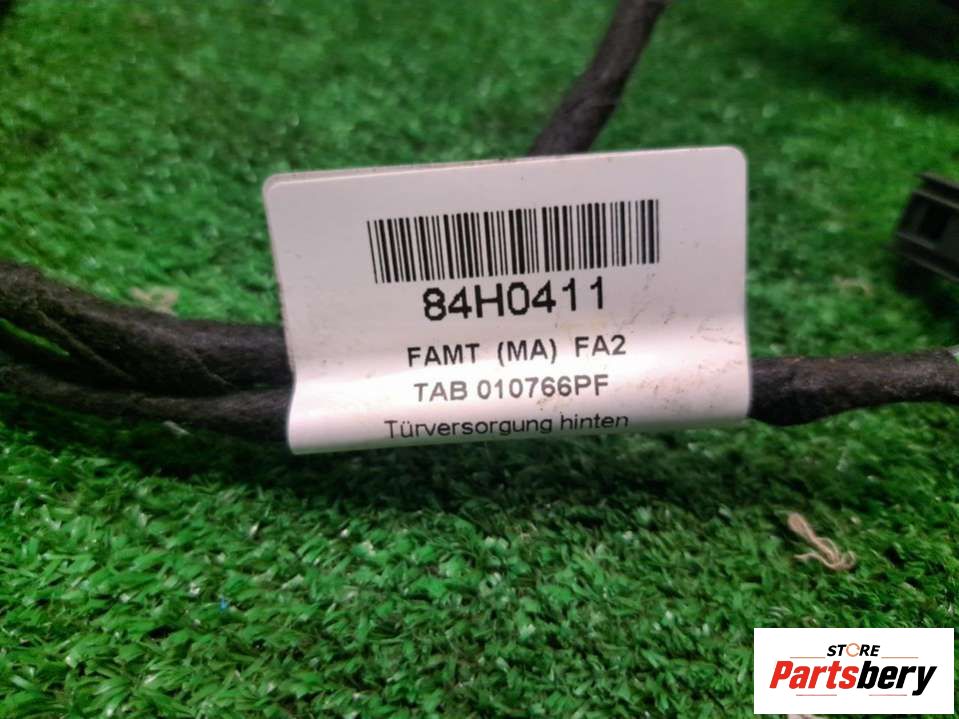 84H0411
FAMT (MA) FA2
TAB 010766PF
Türversorgung hinten
STORE
Partsbery